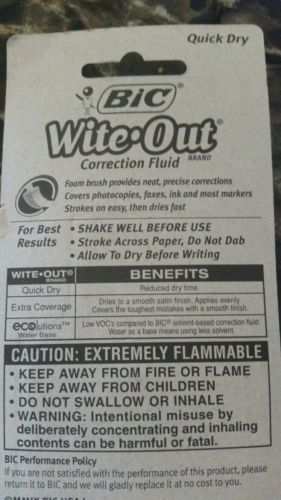 Quick Dry
BIC®
Wite•Out®
BRAND
Correction Fluid
Foam brush provides neat, precise corrections
Covers photocopies, faxes, ink and most markers
Strokes on easy, then dries fast
For Best Results
• SHAKE WELL BEFORE USE
• Stroke Across Paper, Do Not Dab
• Allow To Dry Before Writing
WITE•OUT® BRAND BENEFITS
Quick Dry Reduced dry time.
Extra Coverage Dries to a smooth satin finish. Applies evenly.
Covers the toughest mistakes with a smooth finish.
ecolutions™ Low VOC's compared to BIC® solvent-based correction fluid.
Water Base Water as a base means using less solvent.
CAUTION: EXTREMELY FLAMMABLE
• KEEP AWAY FROM FIRE OR FLAME
• KEEP AWAY FROM CHILDREN
• DO NOT SWALLOW OR INHALE
• WARNING: Intentional misuse by
deliberately concentrating and inhaling
contents can be harmful or fatal.
BIC Performance Policy
If you are not satisfied with the performance of this product, please
return it to BIC and we will gladly replace it at no cost to you.